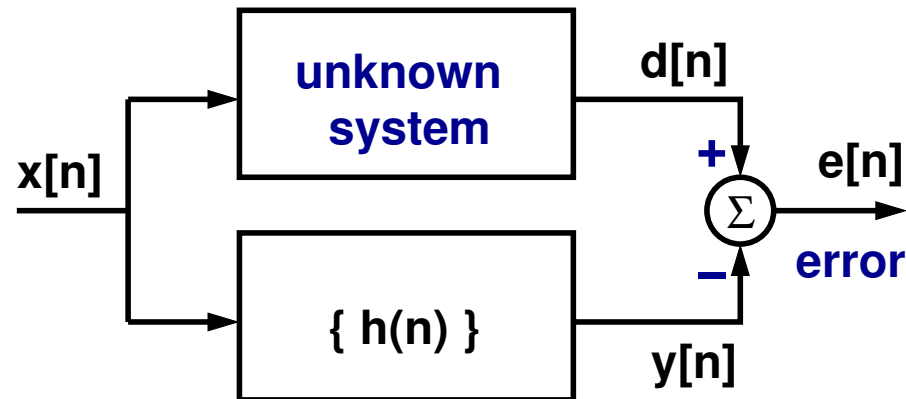 unknown
system
d[n]
x[n]
+
e[n]
Σ
−
error
{ h(n) }
y[n]